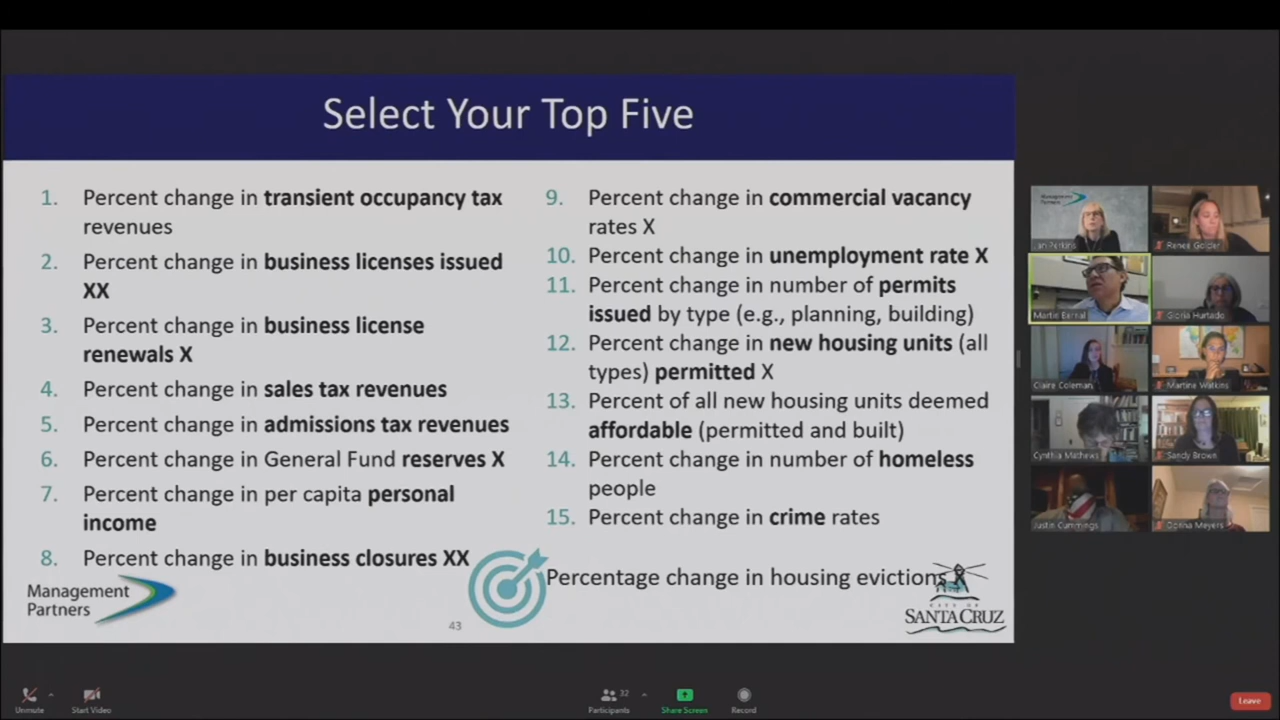 Select Your Top Five
1. Percent change in transient occupancy tax
revenues
2. Percent change in business licenses issued
XX
3. Percent change in business license
renewals X
4. Percent change in sales tax revenues
5. Percent change in admissions tax revenues
6. Percent change in General Fund reserves X
7. Percent change in per capita personal
income
8. Percent change in business closures XX
9. Percent change in commercial vacancy
rates X
10. Percent change in unemployment rate X
11. Percent change in number of permits
issued by type (e.g., planning, building)
12. Percent change in new housing units (all
types) permitted X
13. Percent of all new housing units deemed
affordable (permitted and built)
14. Percent change in number of homeless
people
15. Percent change in crime rates
Percentage change in housing evictions X
Management
Partners
43
CITY OF
SANTA CRUZ
Management
Partners
Jan Perkins
Renee Golder
Martin Bernal
Gloria Hurtado
Claire Coleman
Martine Watkins
Cynthia Mathews
Sandy Brown
Justin Cummings
Donna Meyers
Unmute
Start Video
Participants
32
Share Screen
Record
Leave